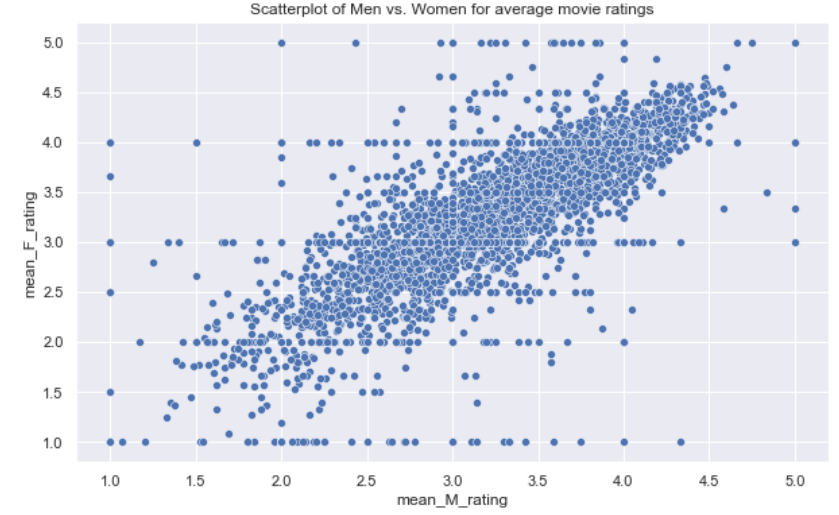 Scatterplot of Men vs. Women for average movie ratings
5.0
4.5
4.0
3.5
3.0
2.5
2.0
1.5
1.0
mean_F_rating
1.0 1.5 2.0 2.5 3.0 3.5 4.0 4.5 5.0
mean_M_rating